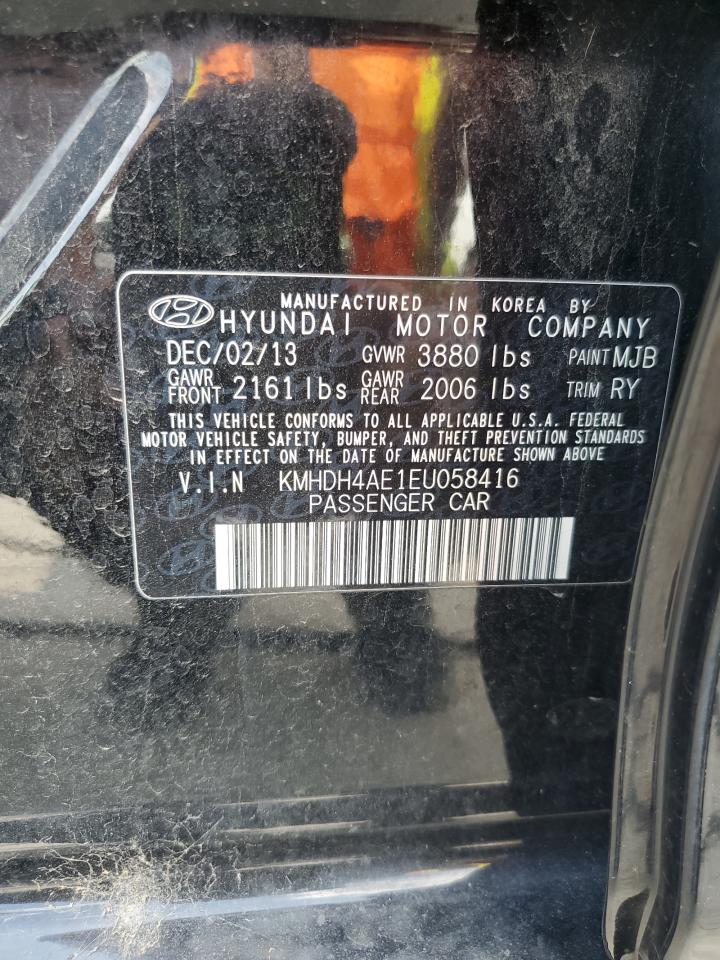 MANUFACTURED IN KOREA BY
HYUNDAI MOTOR COMPANY
DEC/02/13 GVWR 3880 lbs PAINT MJB
GAWR FRONT 2161 lbs GAWR REAR 2006 lbs TRIM RY
THIS VEHICLE CONFORMS TO ALL APPLICABLE U.S.A. FEDERAL
MOTOR VEHICLE SAFETY, BUMPER, AND THEFT PREVENTION STANDARDS
IN EFFECT ON THE DATE OF MANUFACTURE SHOWN ABOVE
V.I.N KMHDH4AE1EU058416
PASSENGER CAR